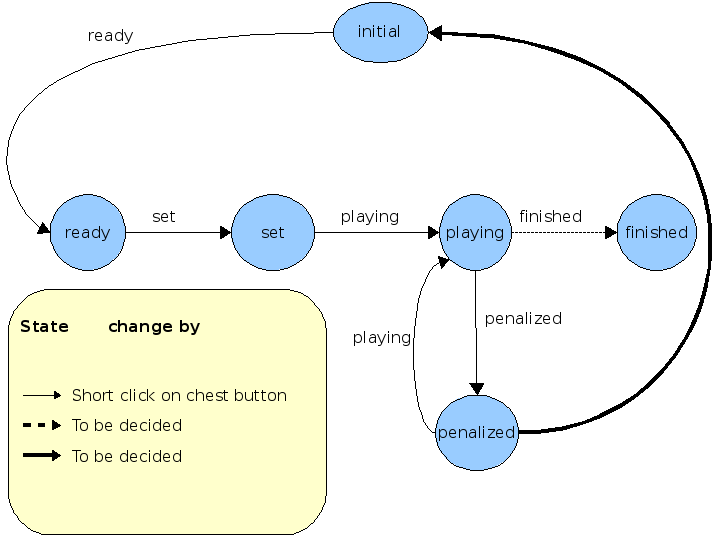 initial
ready
ready
set
set
playing
playing
finished
finished
penalized
playing
penalized
State change by
Short click on chest button
To be decided
To be decided